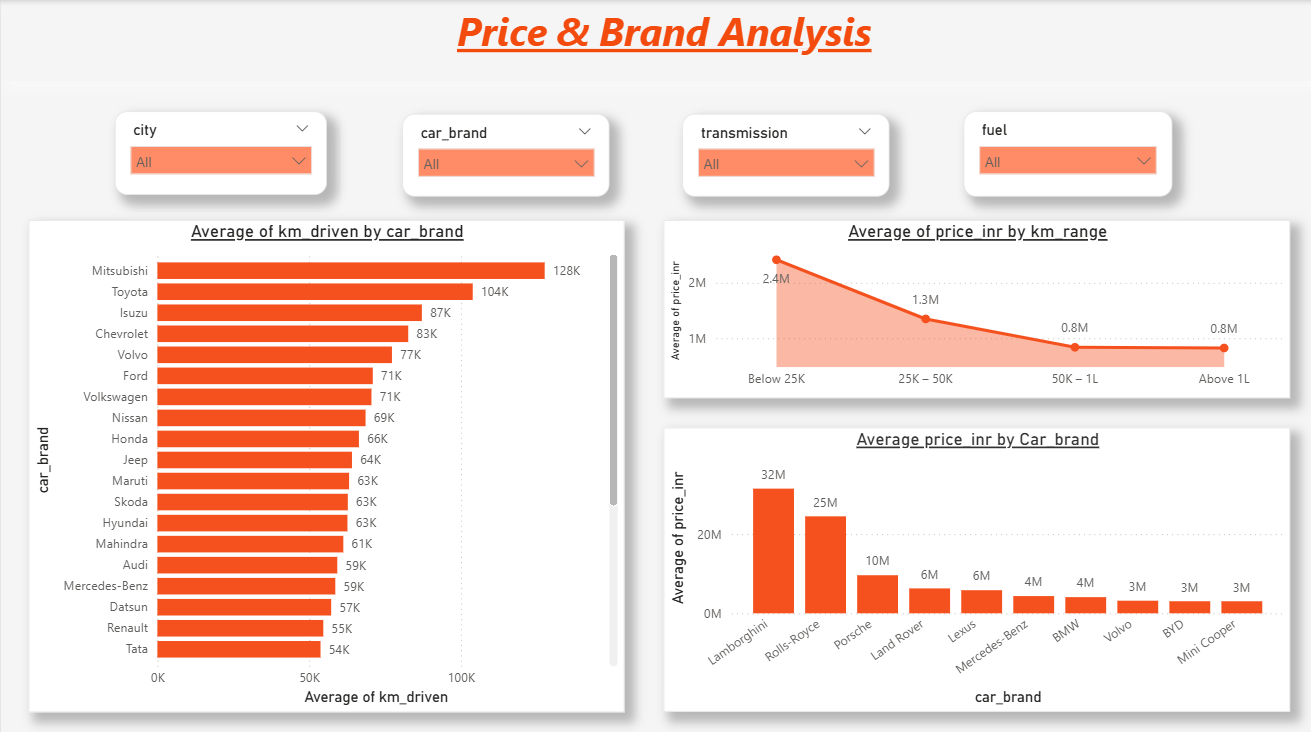 Price & Brand Analysis
city
All
car_brand
All
transmission
All
fuel
All
Average of km_driven by car_brand
car_brand
Mitsubishi 128K
Toyota 104K
Isuzu 87K
Chevrolet 83K
Volvo 77K
Ford 71K
Volkswagen 71K
Nissan 69K
Honda 66K
Jeep 64K
Maruti 63K
Skoda 63K
Hyundai 63K
Mahindra 61K
Audi 59K
Mercedes-Benz 59K
Datsun 57K
Renault 55K
Tata 54K
0K 50K 100K
Average of km_driven
Average of price_inr by km_range
Average of price_inr
2M
1M
2.4M
1.3M
0.8M
0.8M
Below 25K 25K – 50K 50K – 1L Above 1L
Average price_inr by Car_brand
Average of price_inr
20M
0M
32M
25M
10M
6M
6M
4M
4M
3M
3M
3M
Lamborghini
Rolls-Royce
Porsche
Land Rover
Lexus
Mercedes-Benz
BMW
Volvo
BYD
Mini Cooper
car_brand